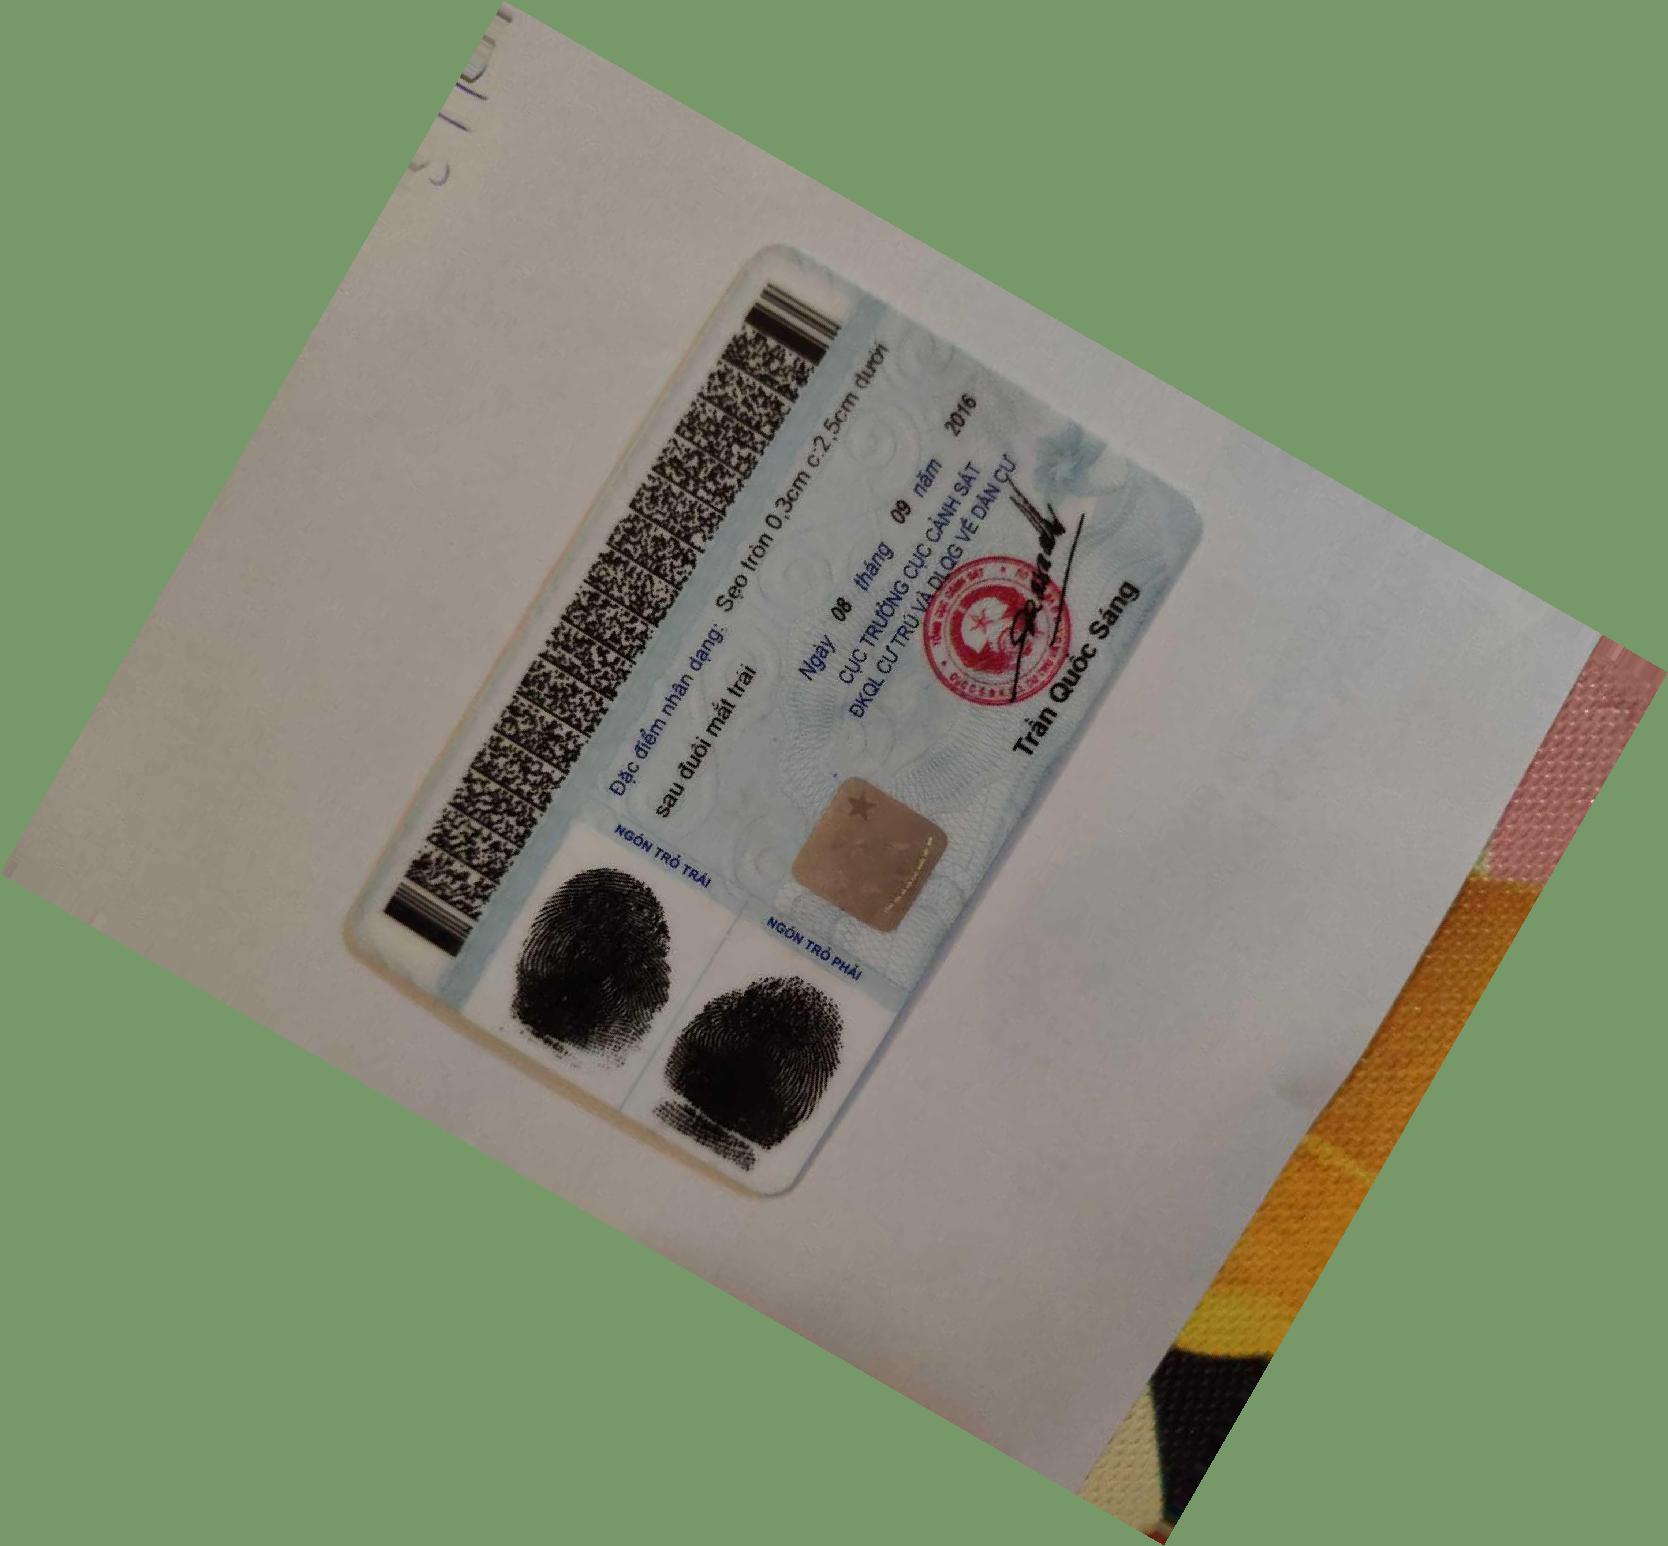 Đặc điểm nhân dạng: Sẹo tròn 0,3cm c:2,5cm dưới
sau đuôi mắt trái
NGÓN TRỎ TRÁI
NGÓN TRỎ PHẢI
Ngày 08 tháng 09 năm 2016
CỤC TRƯỞNG CỤC CẢNH SÁT
ĐKQL CƯ TRÚ VÀ DLQG VỀ DÂN CƯ
Trần Quốc Sáng